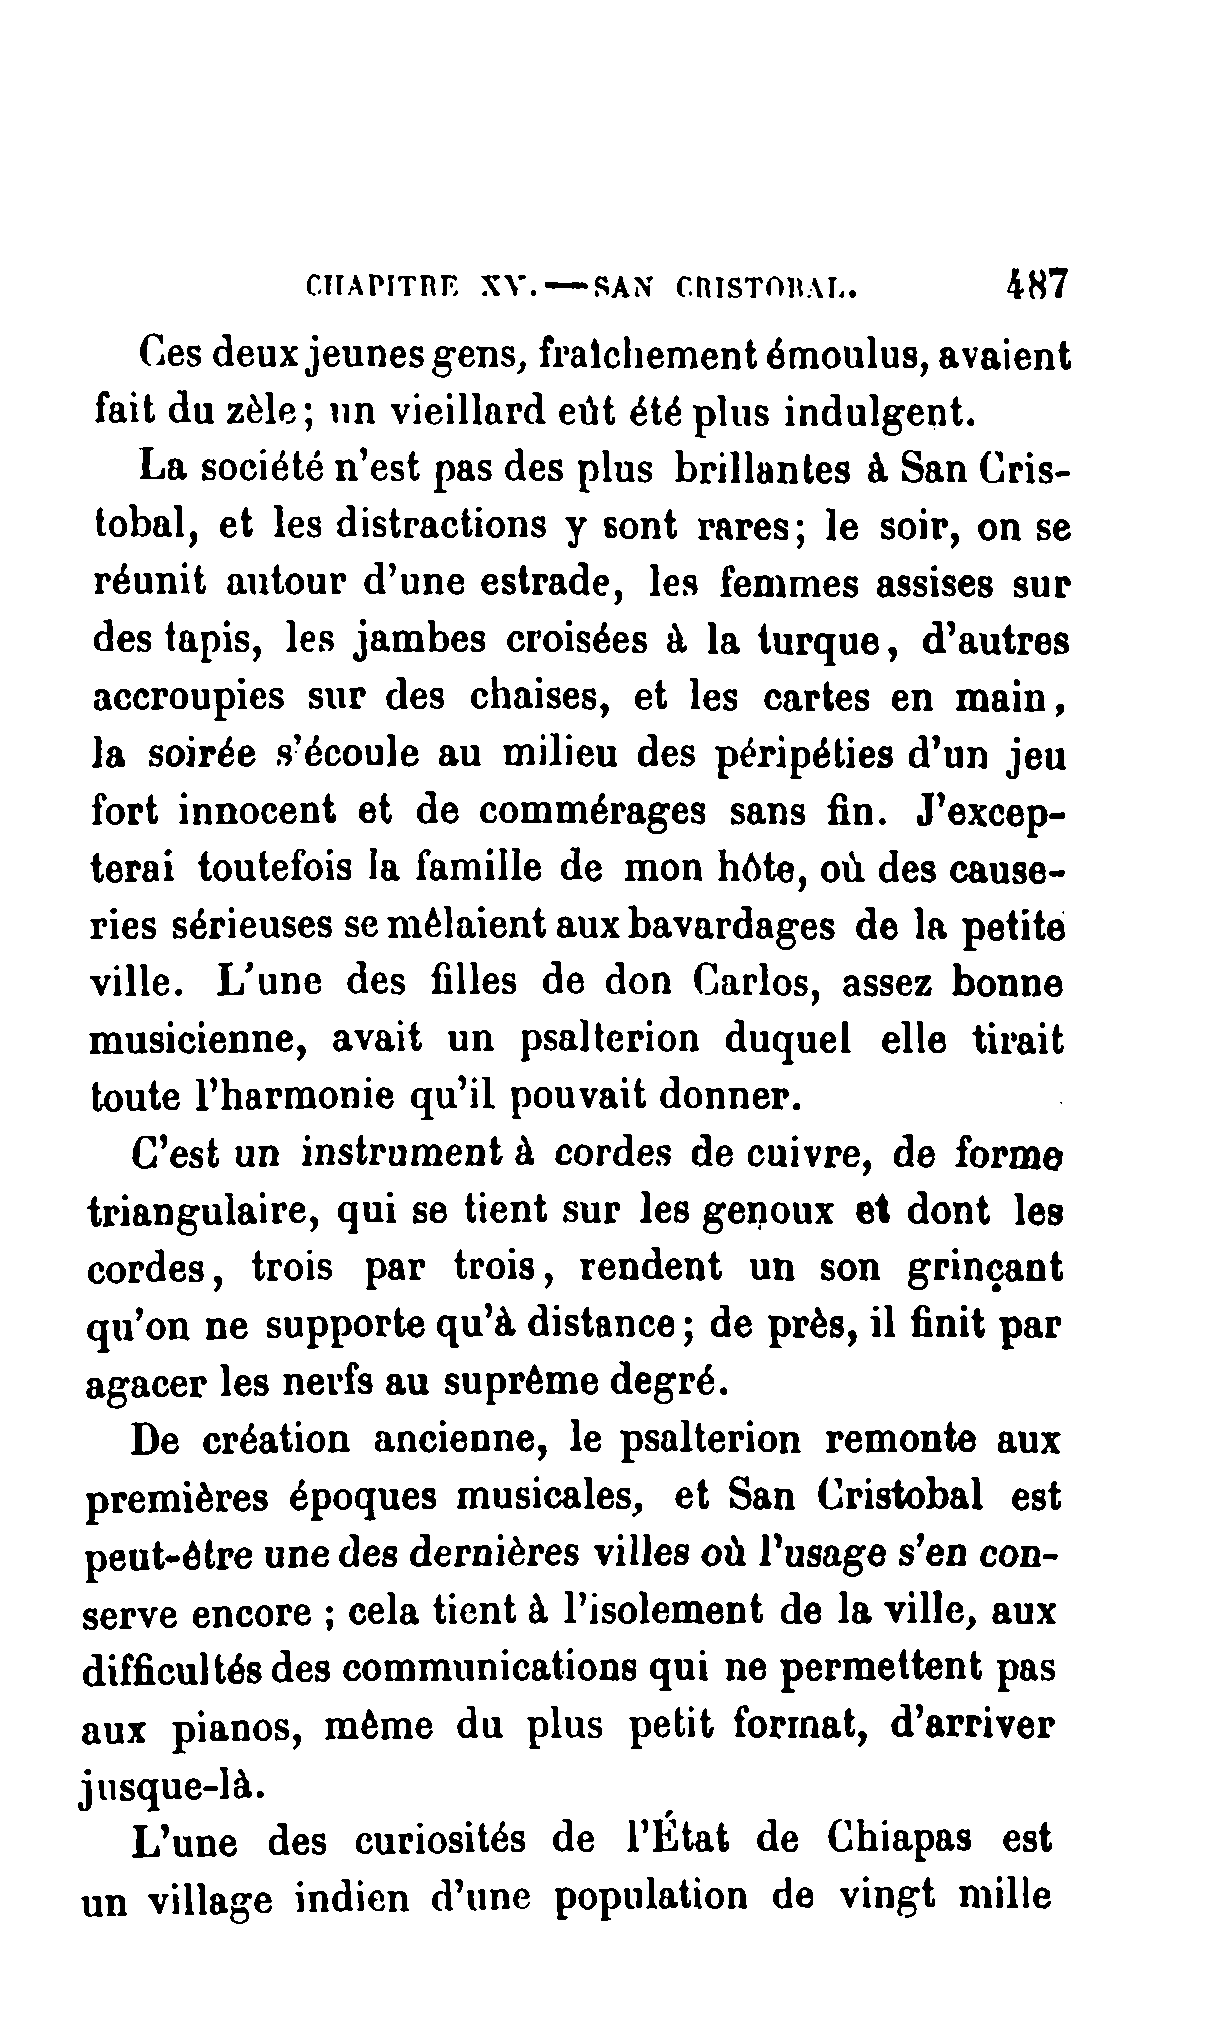 CHAPITRE XV.—SAN CRISTOBAL. 487
Ces deux jeunes gens, fraîchement émoulus, avaient
fait du zèle; un vieillard eût été plus indulgent.
La société n'est pas des plus brillantes à San Cris-
tobal, et les distractions y sont rares; le soir, on se
réunit autour d'une estrade, les femmes assises sur
des tapis, les jambes croisées à la turque, d'autres
accroupies sur des chaises, et les cartes en main,
la soirée s'écoule au milieu des péripéties d'un jeu
fort innocent et de commérages sans fin. J'excep-
terai toutefois la famille de mon hôte, où des cause-
ries sérieuses se mêlaient aux bavardages de la petite
ville. L'une des filles de don Carlos, assez bonne
musicienne, avait un psalterion duquel elle tirait
toute l'harmonie qu'il pouvait donner.
C'est un instrument à cordes de cuivre, de forme
triangulaire, qui se tient sur les genoux et dont les
cordes, trois par trois, rendent un son grinçant
qu'on ne supporte qu'à distance; de près, il finit par
agacer les nerfs au suprême degré.
De création ancienne, le psalterion remonte aux
premières époques musicales, et San Cristobal est
peut-être une des dernières villes où l'usage s'en con-
serve encore ; cela tient à l'isolement de la ville, aux
difficultés des communications qui ne permettent pas
aux pianos, même du plus petit format, d'arriver
jusque-là.
L'une des curiosités de l'État de Chiapas est
un village indien d'une population de vingt mille